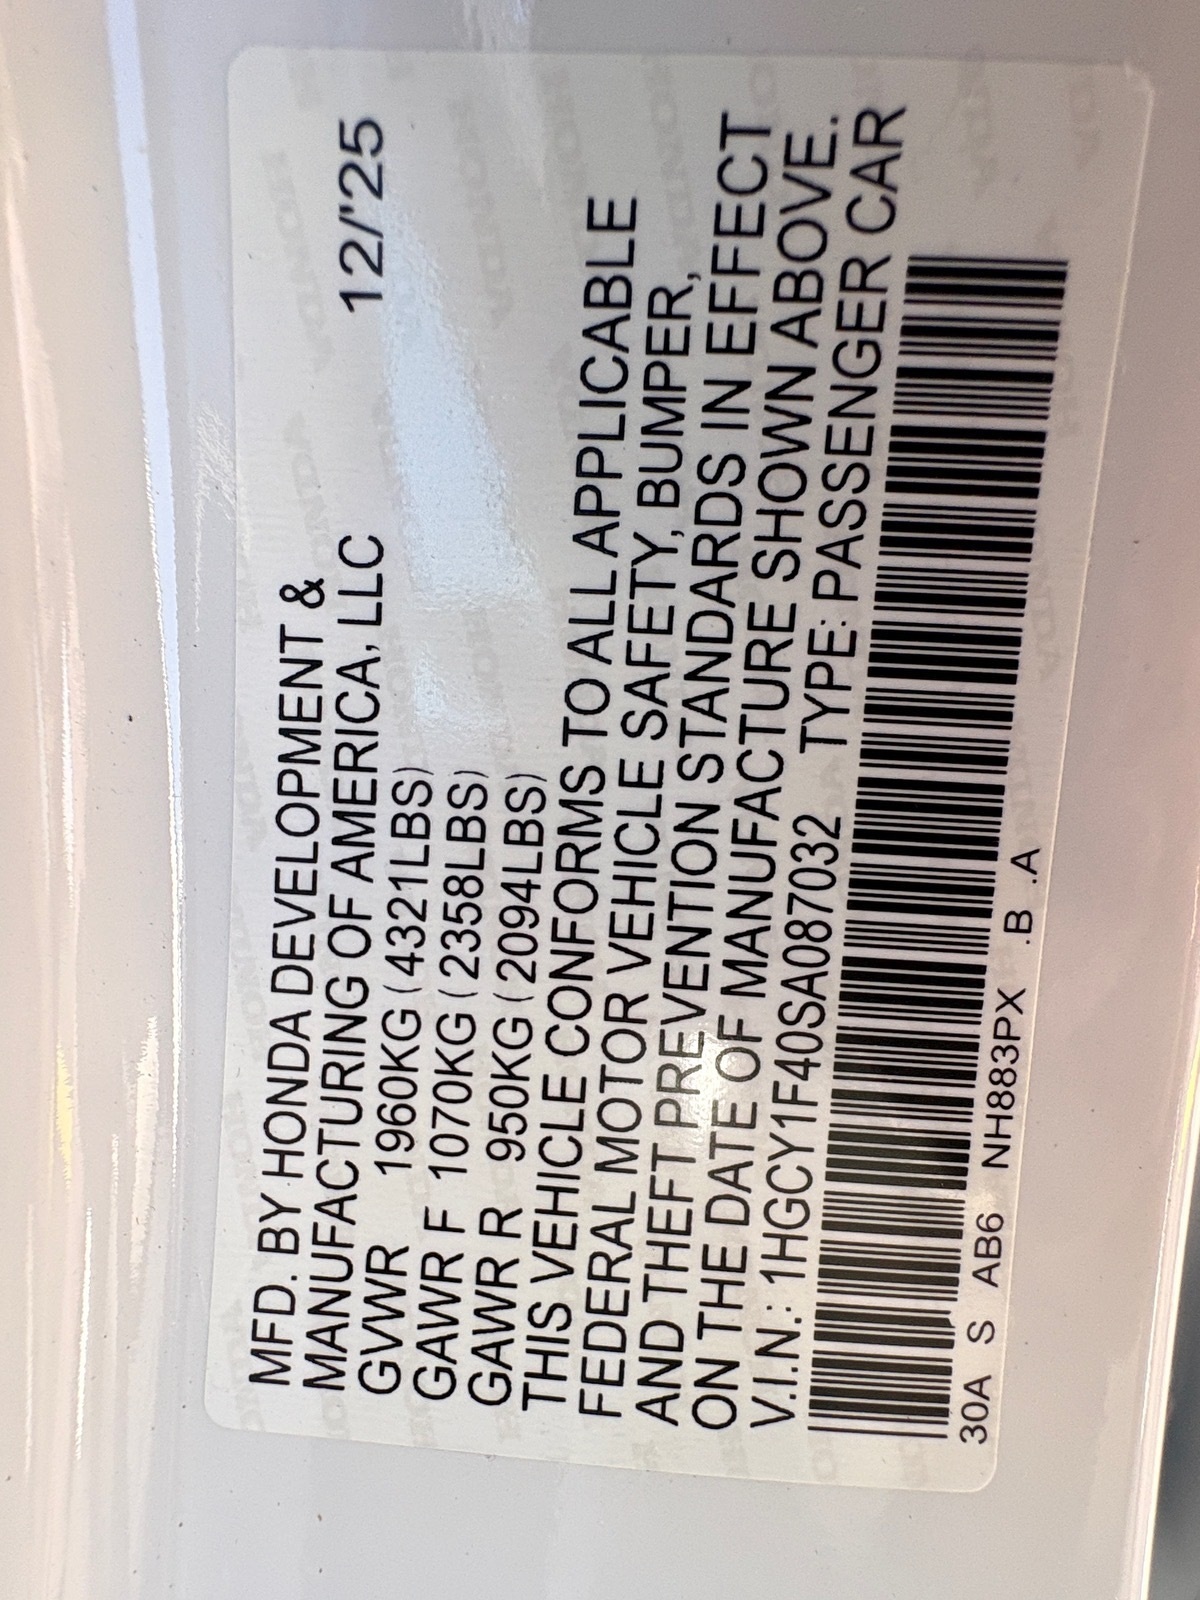 MFD. BY HONDA DEVELOPMENT &
MANUFACTURING OF AMERICA, LLC 12/'25
GVWR 1960KG (4321LBS)
GAWR F 1070KG (2358LBS)
GAWR R 950KG (2094LBS)
THIS VEHICLE CONFORMS TO ALL APPLICABLE
FEDERAL MOTOR VEHICLE SAFETY, BUMPER,
AND THEFT PREVENTION STANDARDS IN EFFECT
ON THE DATE OF MANUFACTURE SHOWN ABOVE.
V.I.N.: 1HGCY1F40SA087032 TYPE: PASSENGER CAR
30A S AB6 NH883PX .B .A